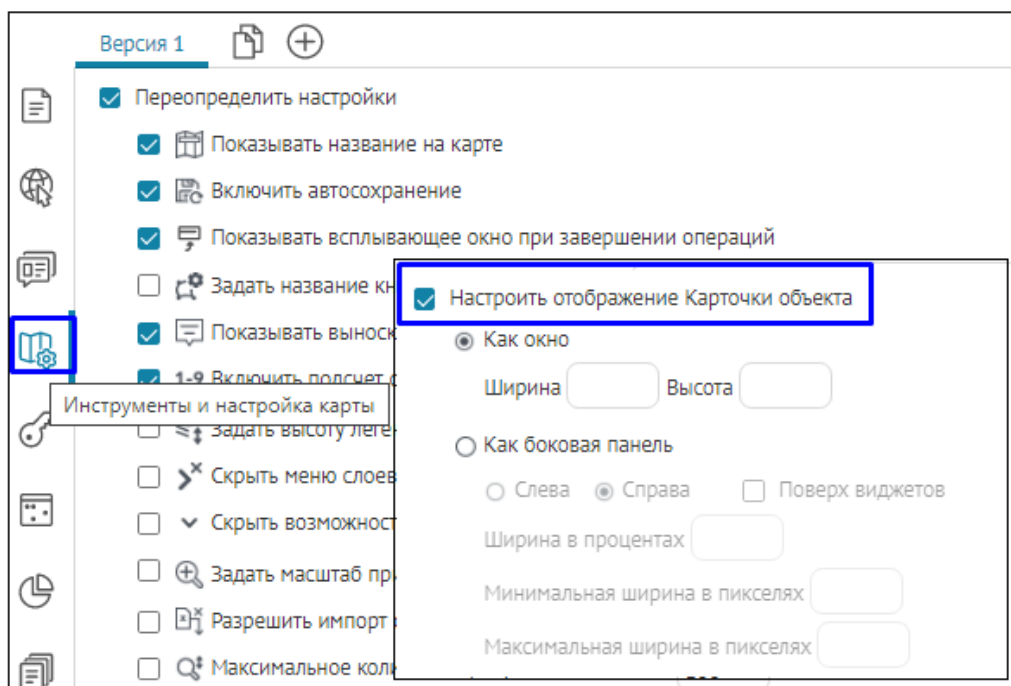 Версия 1
Переопределить настройки
Показывать название на карте
Включить автосохранение
Показывать всплывающее окно при завершении операций
Задать название кн
Показывать выноск
1-9 Включить подсчет
Инструменты и настройка карты
Задать высоту леге
Скрыть меню слоев
Скрыть возможност
Задать масштаб пр
Разрешить импорт
Максимальное коли
Настроить отображение Карточки объекта
Как окно
Ширина Высота
Как боковая панель
Слева Справа Поверх виджетов
Ширина в процентах
Минимальная ширина в пикселях
Максимальная ширина в пикселях